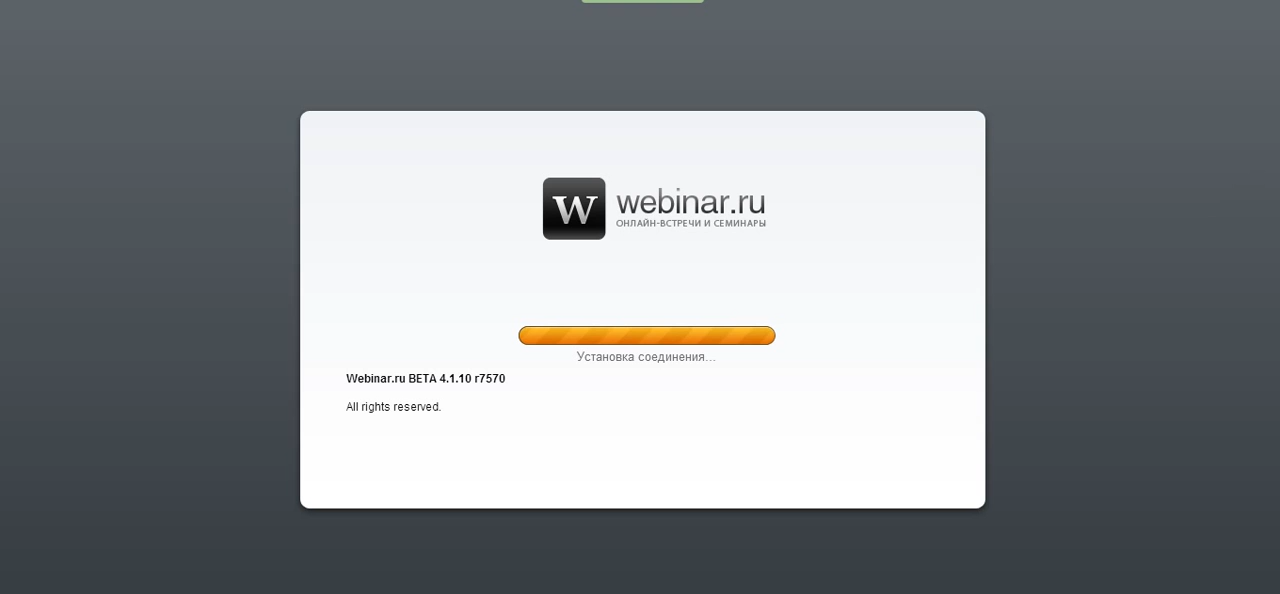 W
webinar.ru
ОНЛАЙН-ВСТРЕЧИ И СЕМИНАРЫ
Установка соединения...
Webinar.ru BETA 4.1.10 r7570
All rights reserved.